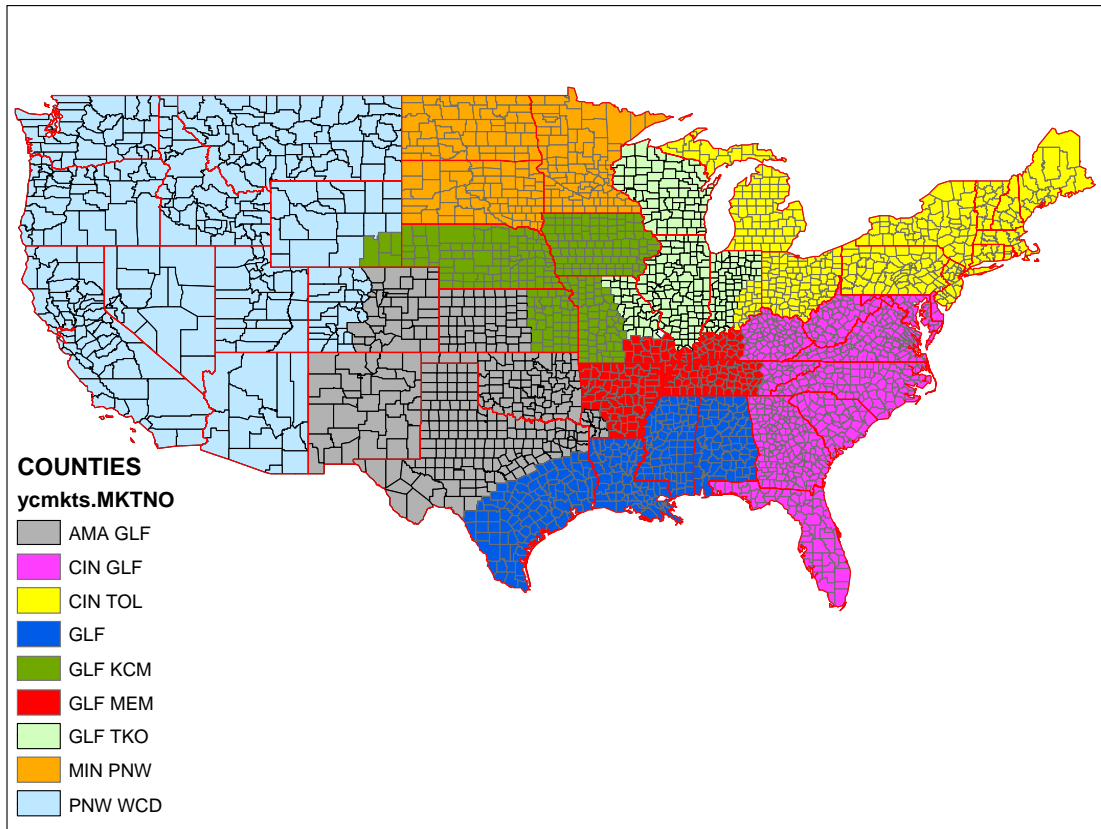 COUNTIES
ycmkts.MKTNO
AMA GLF
CIN GLF
CIN TOL
GLF
GLF KCM
GLF MEM
GLF TKO
MIN PNW
PNW WCD